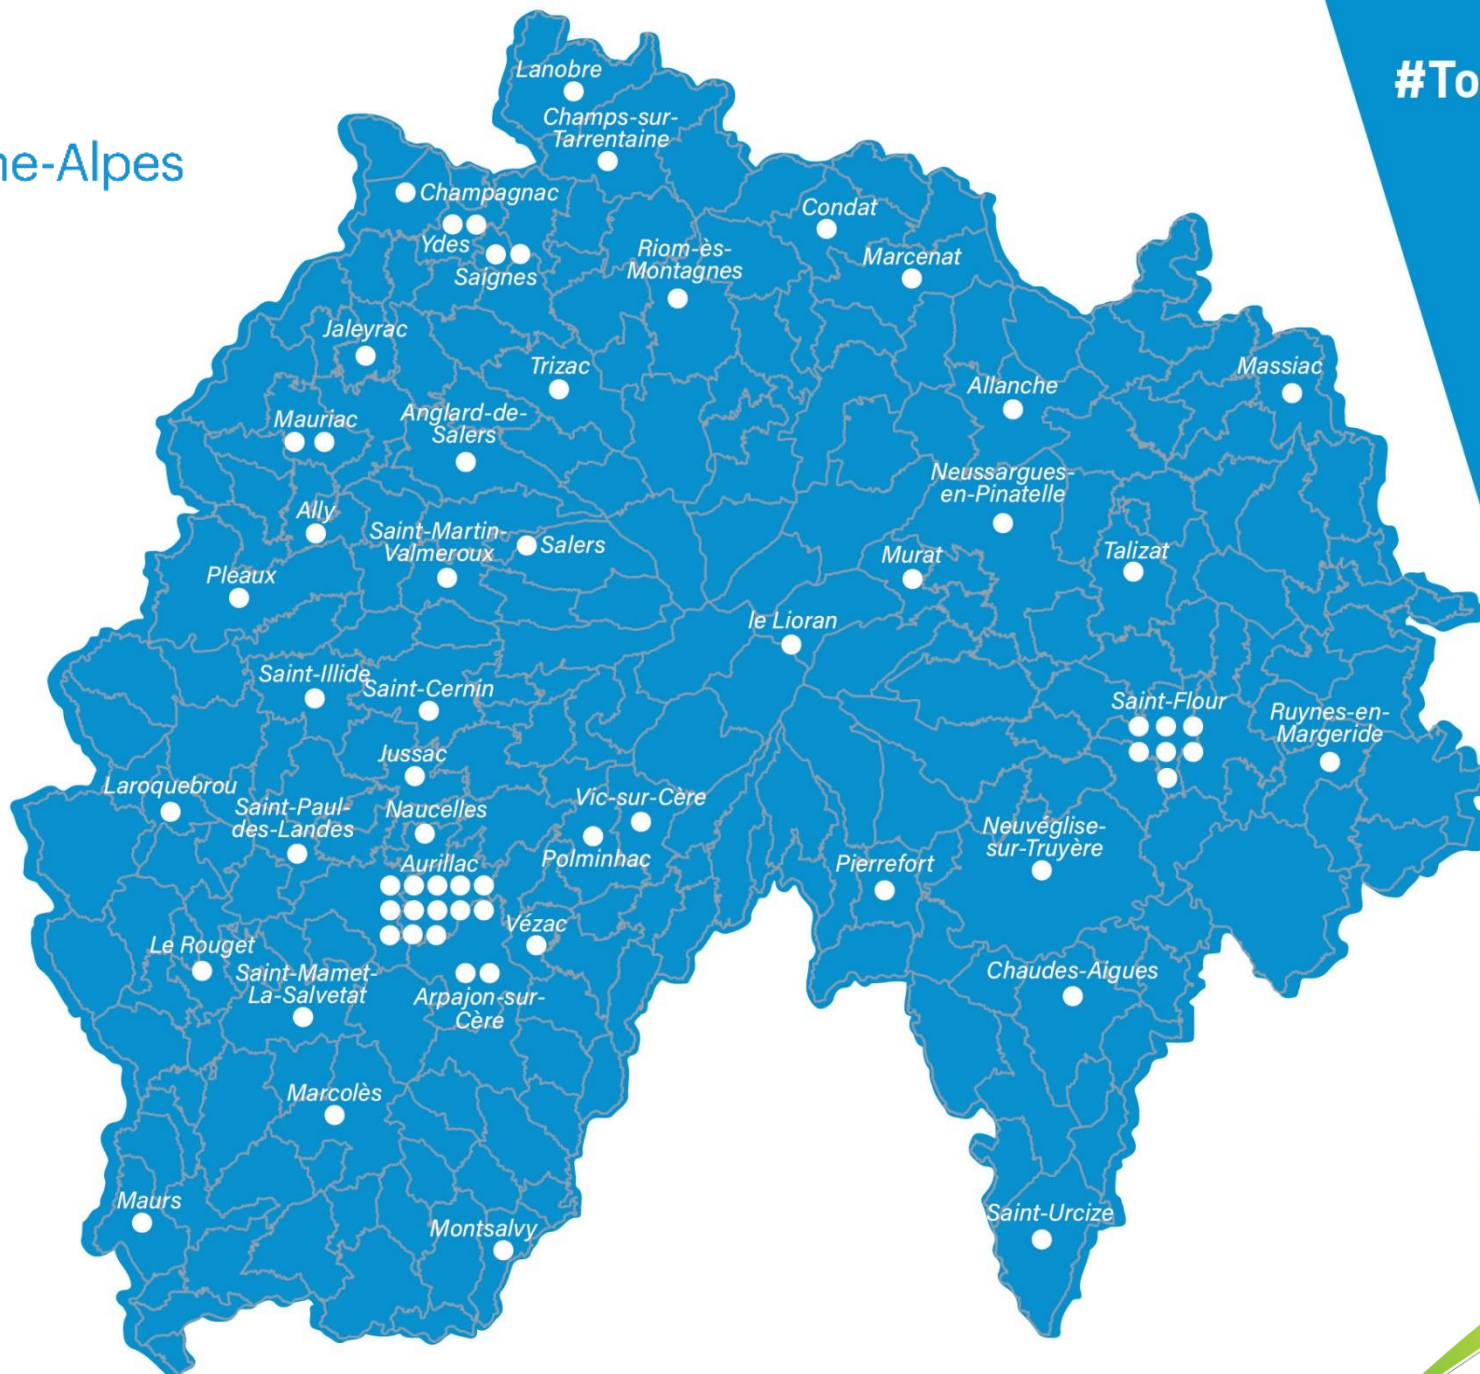 #To
ne-Alpes
Lanobre
Champs-sur-
Tarrentaine
Champagnac
Ydes
Saignes
Condat
Riom-ès-
Montagnes
Marcenat
Jaleyrac
Trizac
Massiac
Allanche
Mauriac
Anglard-de-
Salers
Neussargues-
en-Pinatelle
Ally
Saint-Martin-
Valmeroux
Salers
Murat
Talizat
Pleaux
le Lioran
Saint-Illide
Saint-Cernin
Saint-Flour
Ruynes-en-
Margeride
Jussac
Laroquebrou
Saint-Paul-
des-Landes
Naucelles
Vic-sur-Cère
Polminhac
Neuvéglise-
sur-Truyère
Pierrefort
Aurillac
Vézac
Le Rouget
Saint-Mamet-
La-Salvetat
Arpajon-sur-
Cère
Chaudes-Aigues
Marcolès
Maurs
Montsalvy
Saint-Urcize